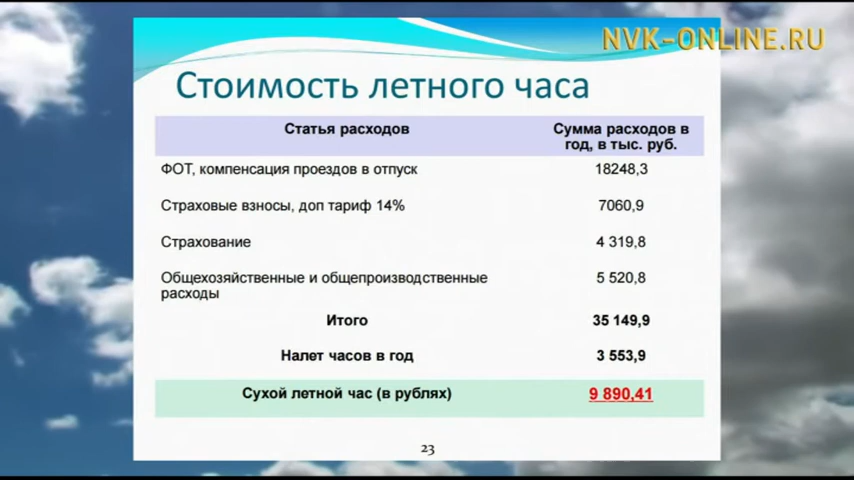 NVK-ONLINE.RU
Стоимость летного часа
Статья расходов
Сумма расходов в
год, в тыс. руб.
ФОТ, компенсация проездов в отпуск 18248,3
Страховые взносы, доп тариф 14% 7060,9
Страхование 4 319,8
Общехозяйственные и общепроизводственные 5 520,8
расходы
Итого 35 149,9
Налет часов в год 3 553,9
Сухой летной час (в рублях) 9 890,41
23